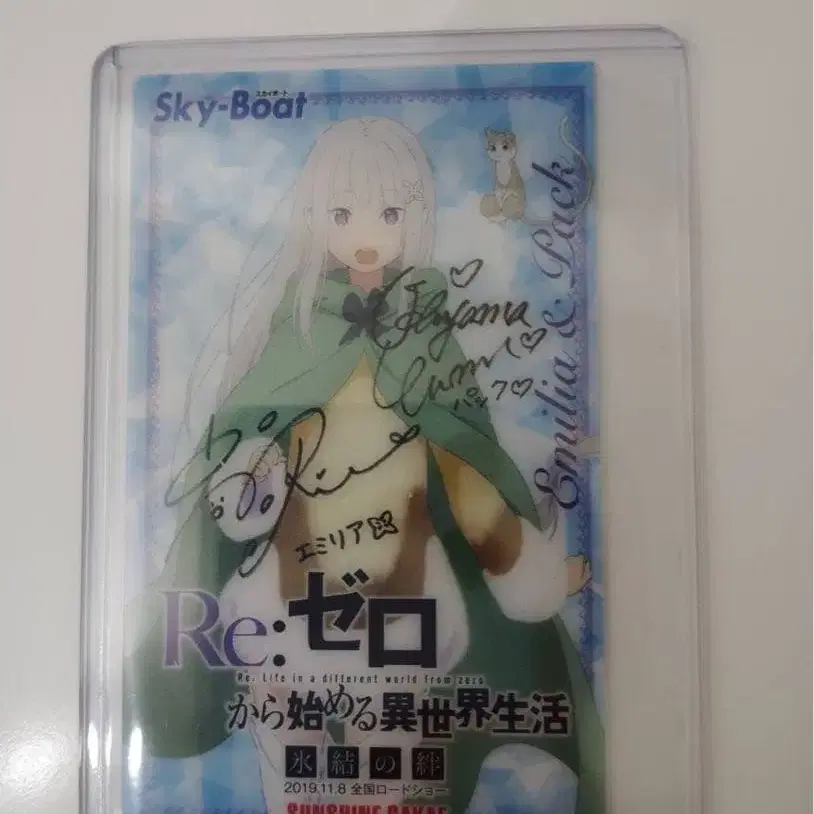 スカイボート
Sky-Boat
Emilia & Pack
パック♡
エミリア
Re:ゼロ
Re: Life in a different world from zero
から始める異世界生活
氷結の絆
2019.11.8 全国ロードショー
SUNSHINE SAKAE